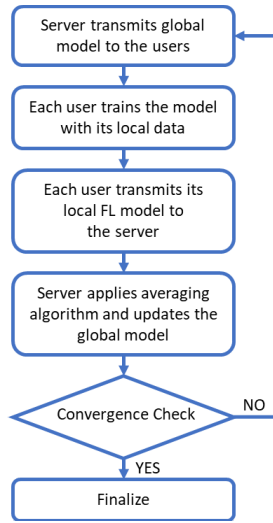 Server transmits global
model to the users
Each user trains the model
with its local data
Each user transmits its
local FL model to
the server
Server applies averaging
algorithm and updates the
global model
Convergence Check
NO
YES
Finalize